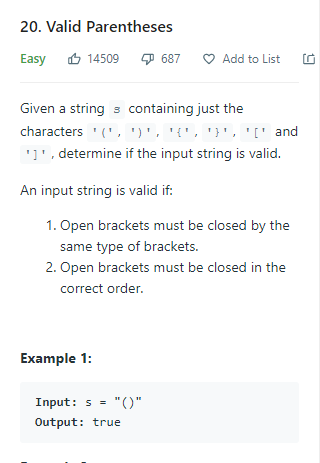 20. Valid Parentheses
Easy 14509 687 Add to List
Given a string s containing just the
characters '(', ')', '{', '}', '[' and
']', determine if the input string is valid.
An input string is valid if:
1. Open brackets must be closed by the
same type of brackets.
2. Open brackets must be closed in the
correct order.
Example 1:
Input: s = "()"
Output: true